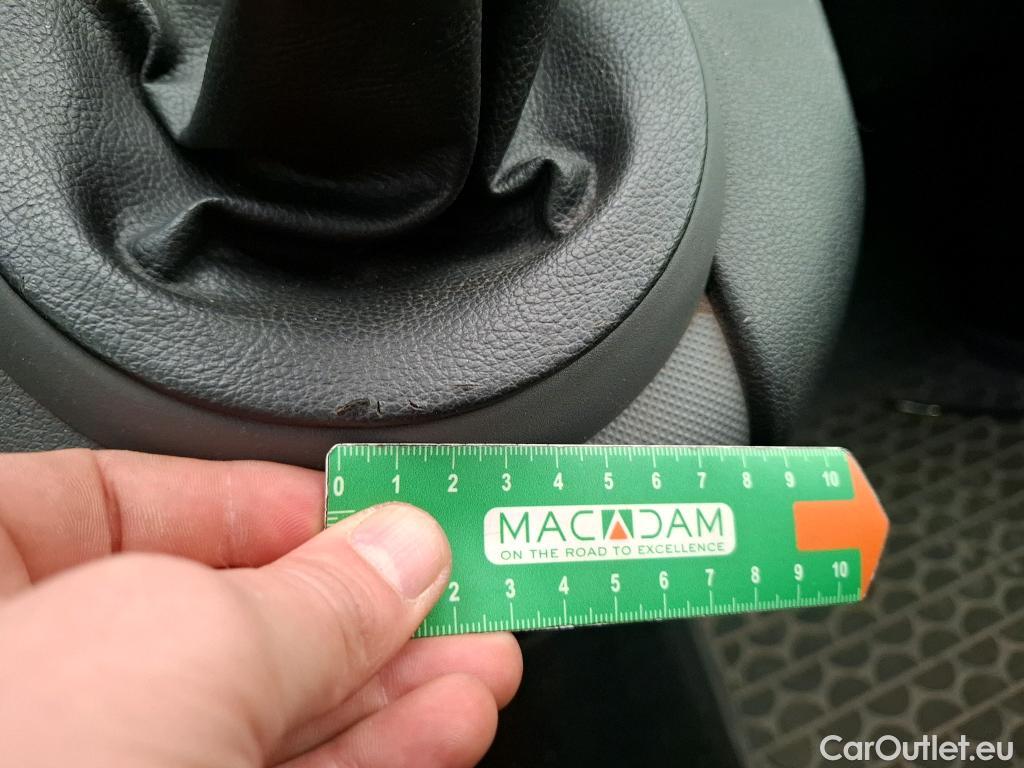 0 1 2 3 4 5 6 7 8 9 10
MACADAM
ON THE ROAD TO EXCELLENCE
2 3 4 5 6 7 8 9 10
CarOutlet.eu